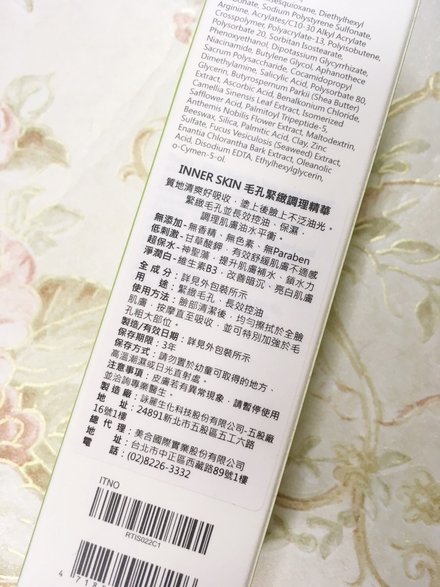 sesquioxane, Diethylhexyl
Sodium Polystyrene Sulfonate,
Arginine, Acrylates/C10-30 Alkyl Acrylate
Crosspolymer, Polyacrylate-13, Polyisobutene,
Polysorbate 20, Sorbitan Isostearate,
Phenoxyethanol, Dipotassium Glycyrrhizate,
Niacinamide, Butylene Glycol, Aphanothece
Sacrum Polysaccharide, Cocamidopropyl
Dimethylamine, Salicylic Acid, Polysorbate 80,
Glycerin, Butyrospermum Parkii (Shea Butter)
Extract, Ascorbic Acid, Benzalkonium Chloride,
Camellia Sinensis Leaf Extract, Isomerized
Safflower Acid, Palmitoyl Tripeptide-5,
Anthemis Nobilis Flower Extract, Maltodextrin,
Beeswax, Silica, Palmitic Acid, Clay, Zinc
Sulfate, Fucus Vesiculosus (Seaweed) Extract,
Enantia Chlorantha Bark Extract, Oleanolic
Acid, Disodium EDTA, Ethylhexylglycerin,
o-Cymen-5-ol.
INNER SKIN 毛孔緊緻調理精華
質地清爽好吸收，塗上後臉上不泛油光。
緊緻毛孔並長效控油、保濕，
調理肌膚油水平衡。
無添加-無香精、無色素、無Paraben
低刺激-甘草酸鉀，有效舒緩肌膚不適感
超保水-神聖藻，提升肌膚補水、鎖水力
淨潤白-維生素B3，改善暗沉，亮白肌膚
全 成 分：詳見外包裝所示
用　　途：緊緻毛孔、長效控油
使用方法：臉部清潔後，均勻擦拭於全臉
肌膚，按摩直至吸收，並可特別加強於毛
孔粗大部位。
製造/有效日期：詳見外包裝所示
保存期限：3年
保存方式：請勿置於幼童可取得的地方、
高溫潮濕或日光直射處。
注意事項：皮膚若有異常現象，請暫停使用
並洽詢專業醫生。
製 造 廠：詠麗生化科技股份有限公司-五股廠
地　　址：24891新北市五股區五工六路
16號1樓
總 代 理：美合國際實業股份有限公司
地　　址：台北市中正區西藏路89號1樓
電　　話：(02)8226-3332
ITNO
RTIS022C1